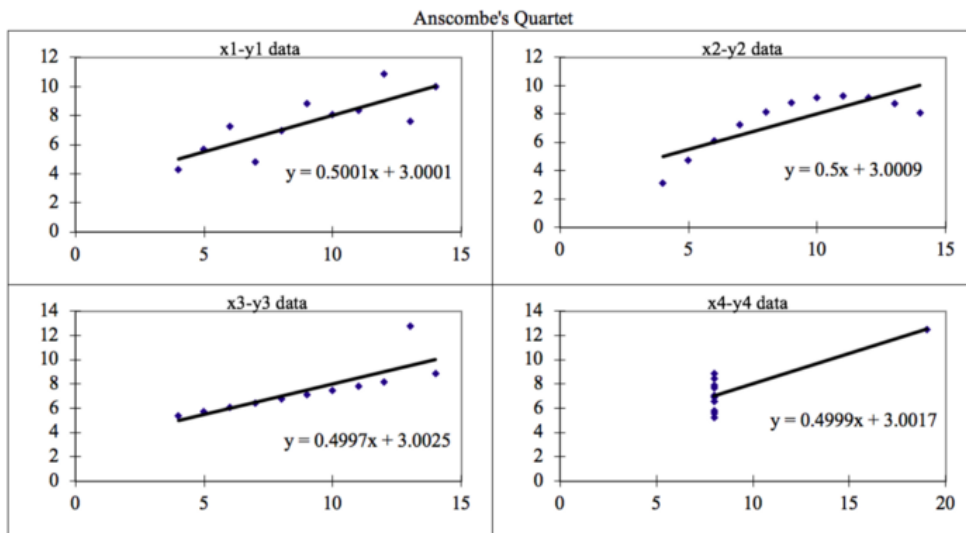 Anscombe's Quartet
x1-y1 data
12
10
8
6
4
2
0
y = 0.5001x + 3.0001
0 5 10 15
x2-y2 data
12
10
8
6
4
2
0
y = 0.5x + 3.0009
0 5 10 15
x3-y3 data
14
12
10
8
6
4
2
0
y = 0.4997x + 3.0025
0 5 10 15
x4-y4 data
14
12
10
8
6
4
2
0
y = 0.4999x + 3.0017
0 5 10 15 20